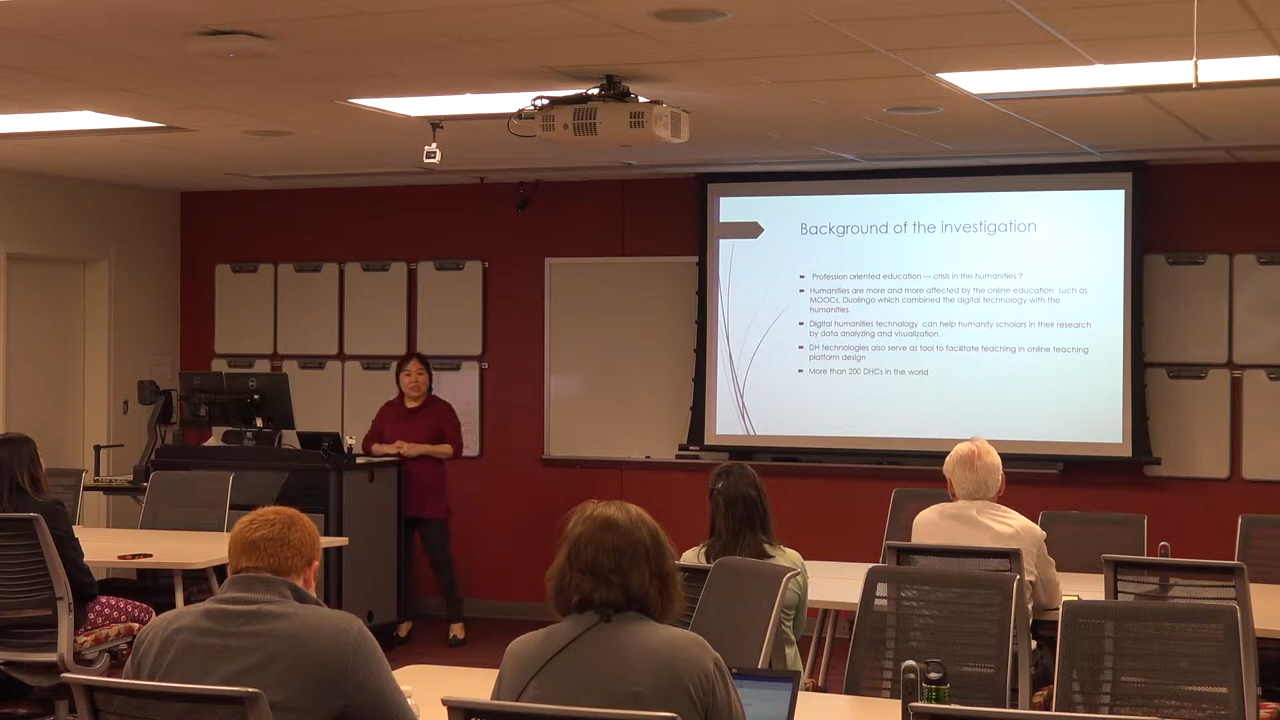 Background of the investigation
Profession oriented education — crisis in the humanities ?
Humanities are more and more affected by the online education such as
MOOCs, Duolingo which combined the digital technology with the
humanities.
Digital humanities technology can help humanity scholars in their research
by data analyzing and visualization.
DH technologies also serve as tool to facilitate teaching in online teaching
platform design
More than 200 DHCs in the world